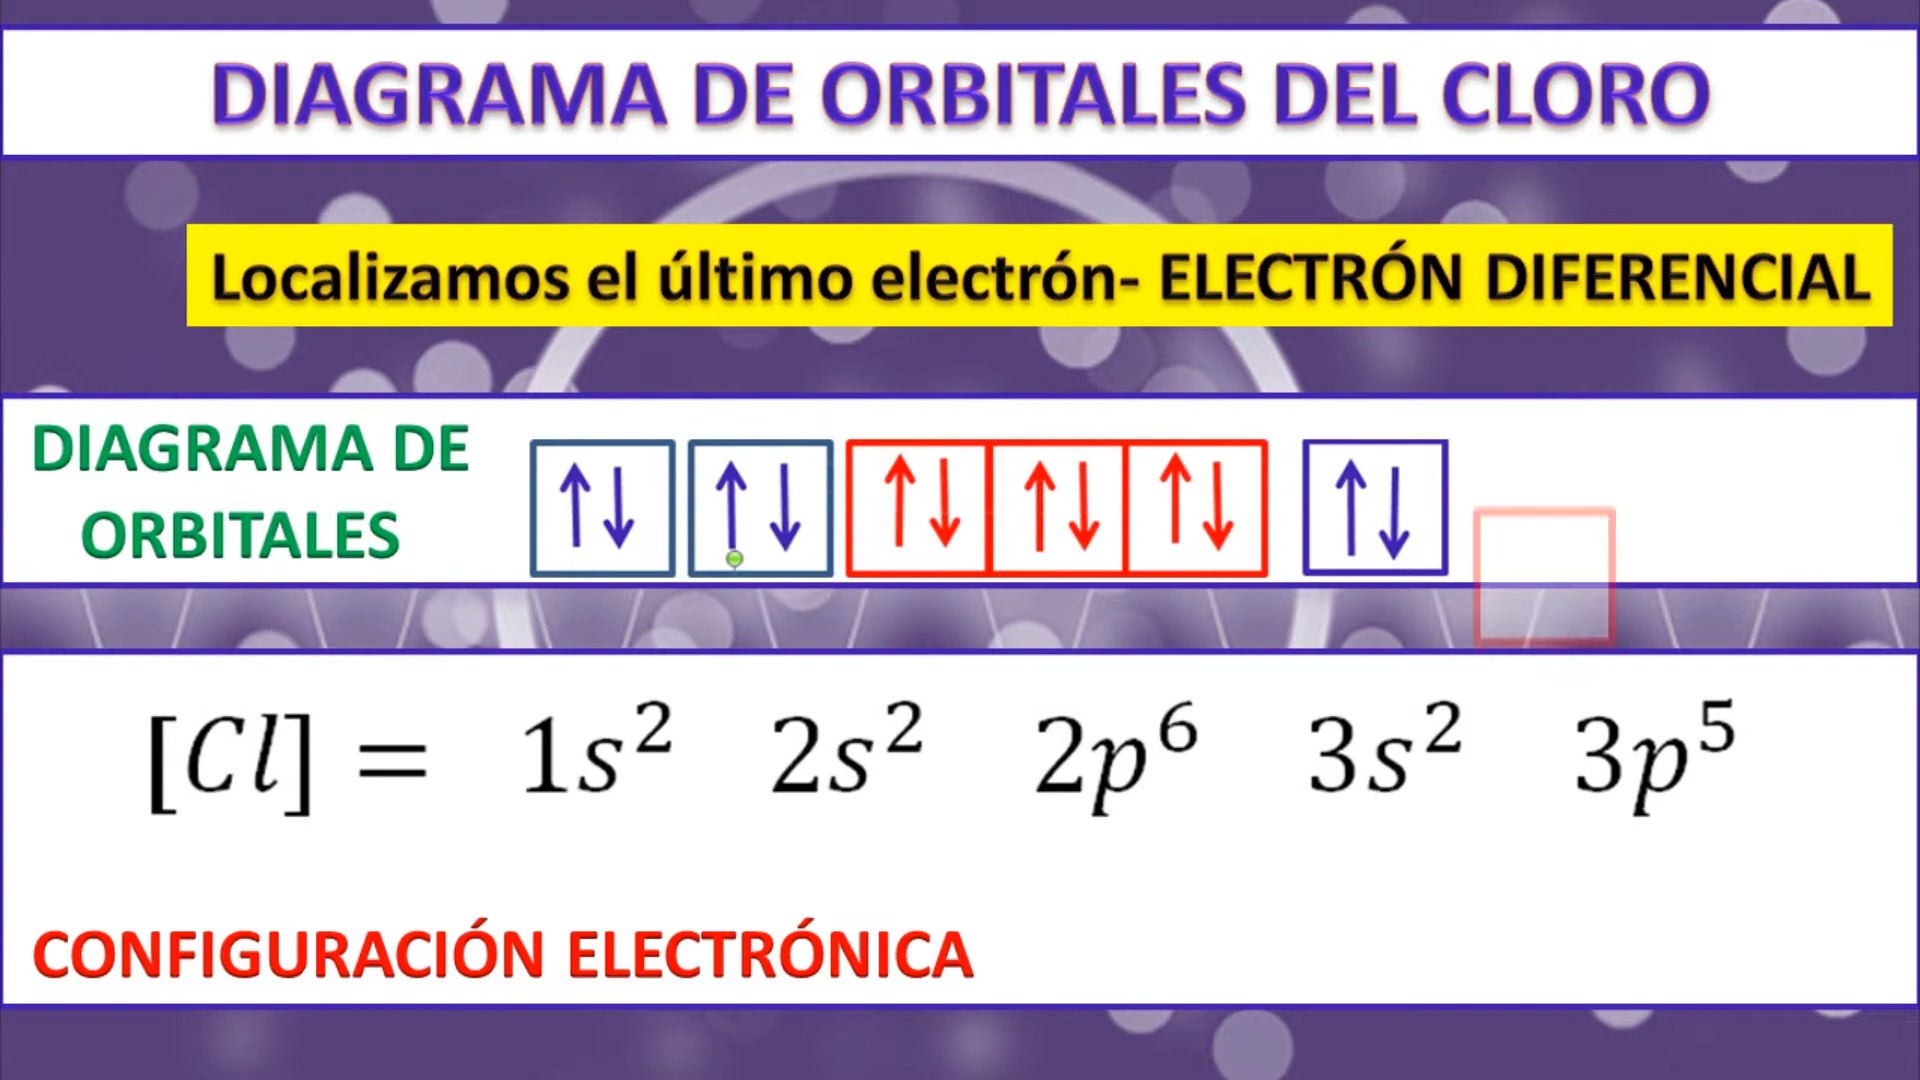 DIAGRAMA DE ORBITALES DEL CLORO
Localizamos el último electrón- ELECTRÓN DIFERENCIAL
DIAGRAMA DE
ORBITALES
↑↓ ↑↓ ↑↓ ↑↓ ↑↓ ↑↓
[Cl] = 1s² 2s² 2p⁶ 3s² 3p⁵
CONFIGURACIÓN ELECTRÓNICA